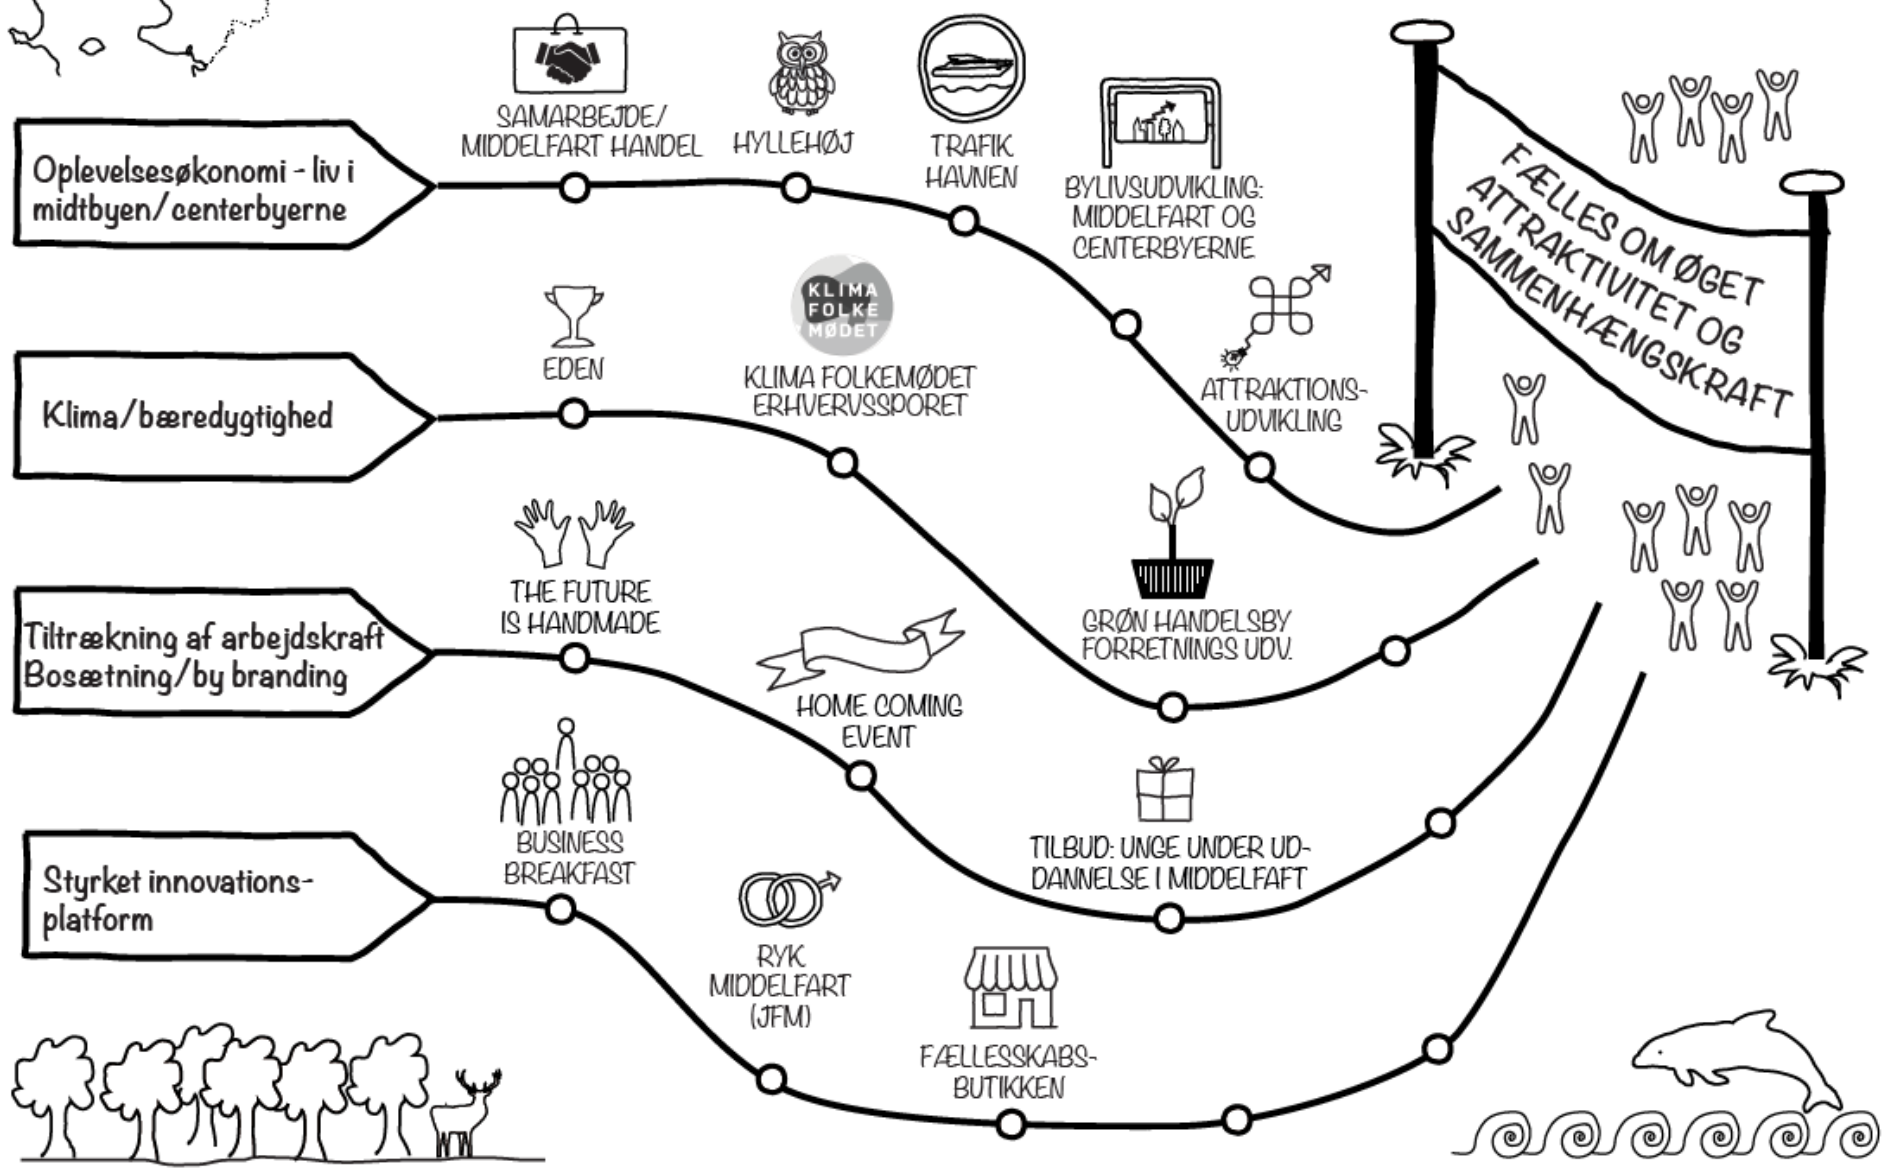 SAMARBEJDE/
MIDDELFART HANDEL
HYLLEHØJ
TRAFIK
HAVNEN
BYLIVSUDVIKLING:
MIDDELFART OG
CENTERBYERNE
ATTRAKTIONS-
UDVIKLING
Oplevelsesøkonomi - liv i
midtbyen/centerbyerne
FÆLLES OM ØGET
ATTRAKTIVITET OG
SAMMENHÆNGSKRAFT
Klima/bæredygtighed
EDEN
KLIMA
FOLKE
MØDET
KLIMA FOLKEMØDET
ERHVERVSSPORET
GRØN HANDELSBY
FORRETNINGS UDV.
Tiltrækning af arbejdskraft
Bosætning/by branding
THE FUTURE
IS HANDMADE
HOME COMING
EVENT
TILBUD: UNGE UNDER UD-
DANNELSE I MIDDELFAFT
Styrket innovations-
platform
BUSINESS
BREAKFAST
RYK
MIDDELFART
(JFM)
FÆLLESSKABS-
BUTIKKEN